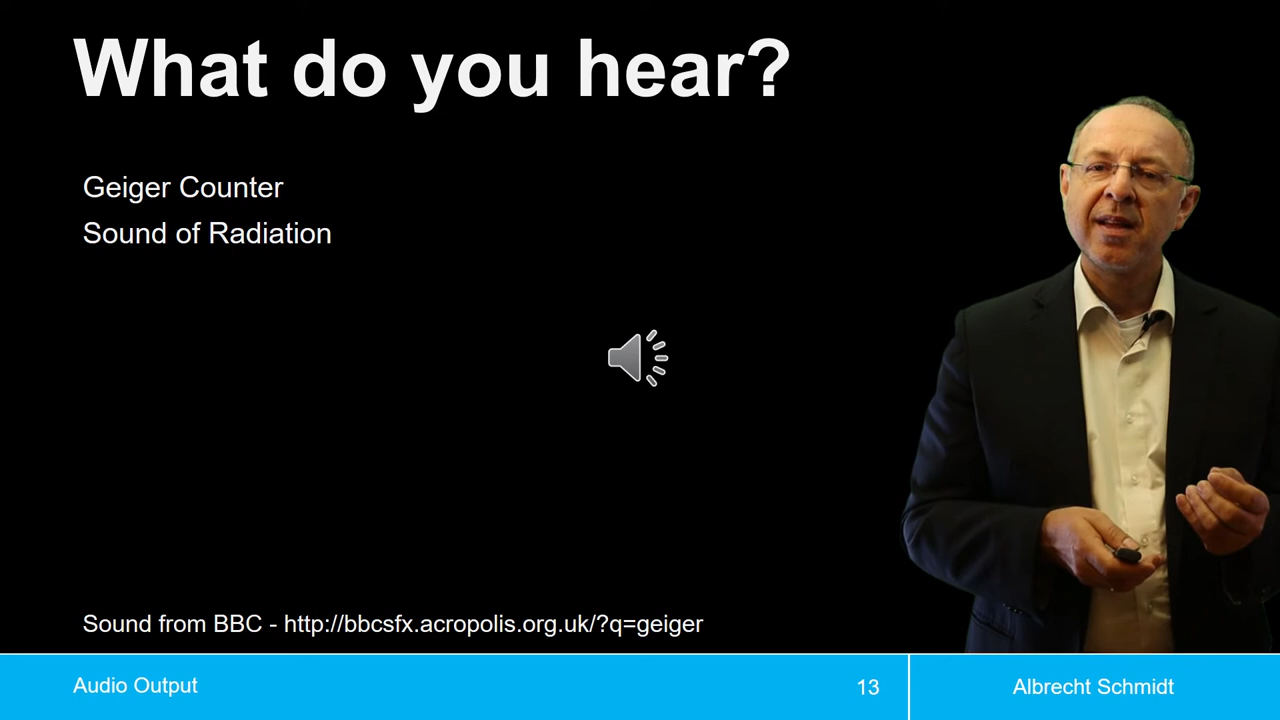 What do you hear?
Geiger Counter
Sound of Radiation
Sound from BBC - http://bbcsfx.acropolis.org.uk/?q=geiger
Audio Output
13
Albrecht Schmidt